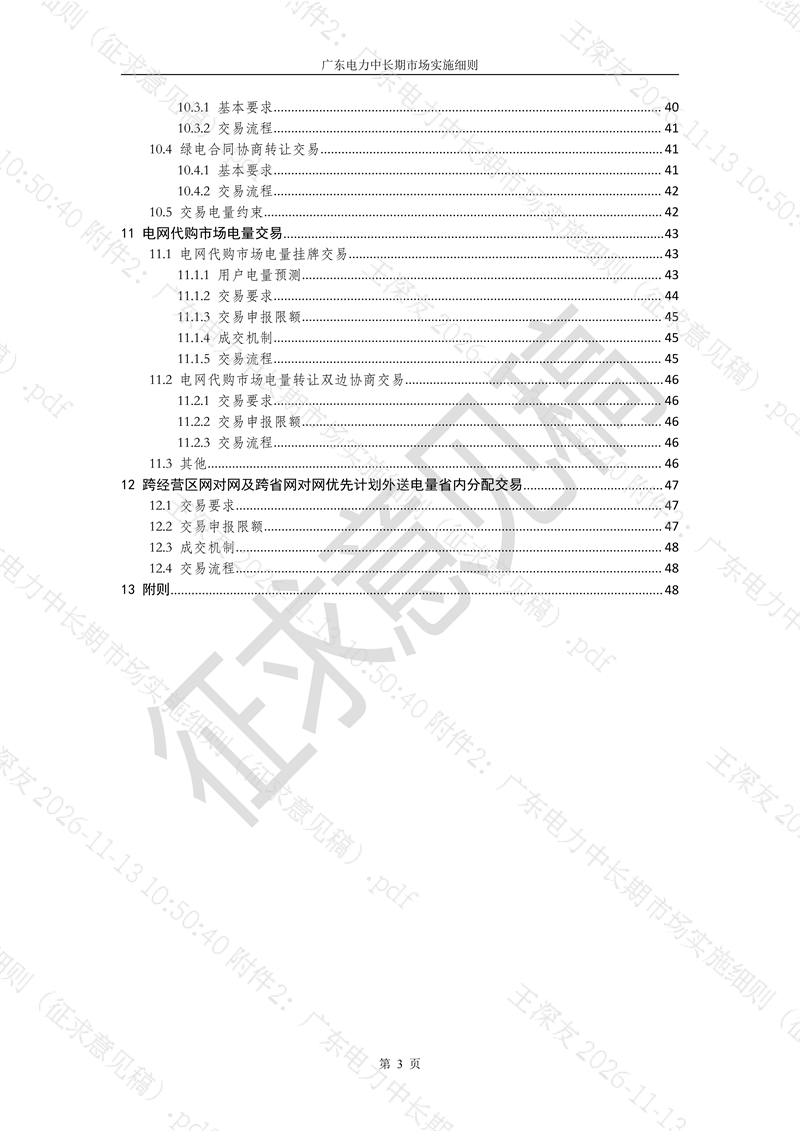 广东电力中长期市场实施细则
10.3.1 基本要求 40
10.3.2 交易流程 41
10.4 绿电合同协商转让交易 41
10.4.1 基本要求 41
10.4.2 交易流程 42
10.5 交易电量约束 42
11 电网代购市场电量交易 43
11.1 电网代购市场电量挂牌交易 43
11.1.1 用户电量预测 43
11.1.2 交易要求 44
11.1.3 交易申报限额 45
11.1.4 成交机制 45
11.1.5 交易流程 45
11.2 电网代购市场电量转让双边协商交易 46
11.2.1 交易要求 46
11.2.2 交易申报限额 46
11.2.3 交易流程 46
11.3 其他 46
12 跨经营区网对网及跨省网对网优先计划外送电量省内分配交易 47
12.1 交易要求 47
12.2 交易申报限额 47
12.3 成交机制 48
12.4 交易流程 48
13 附则 48
征求意见稿
王深友 2026-11-13 10:50:40 附件2：广东电力中长期市场实施细则（征求意见稿）.pdf
第 3 页